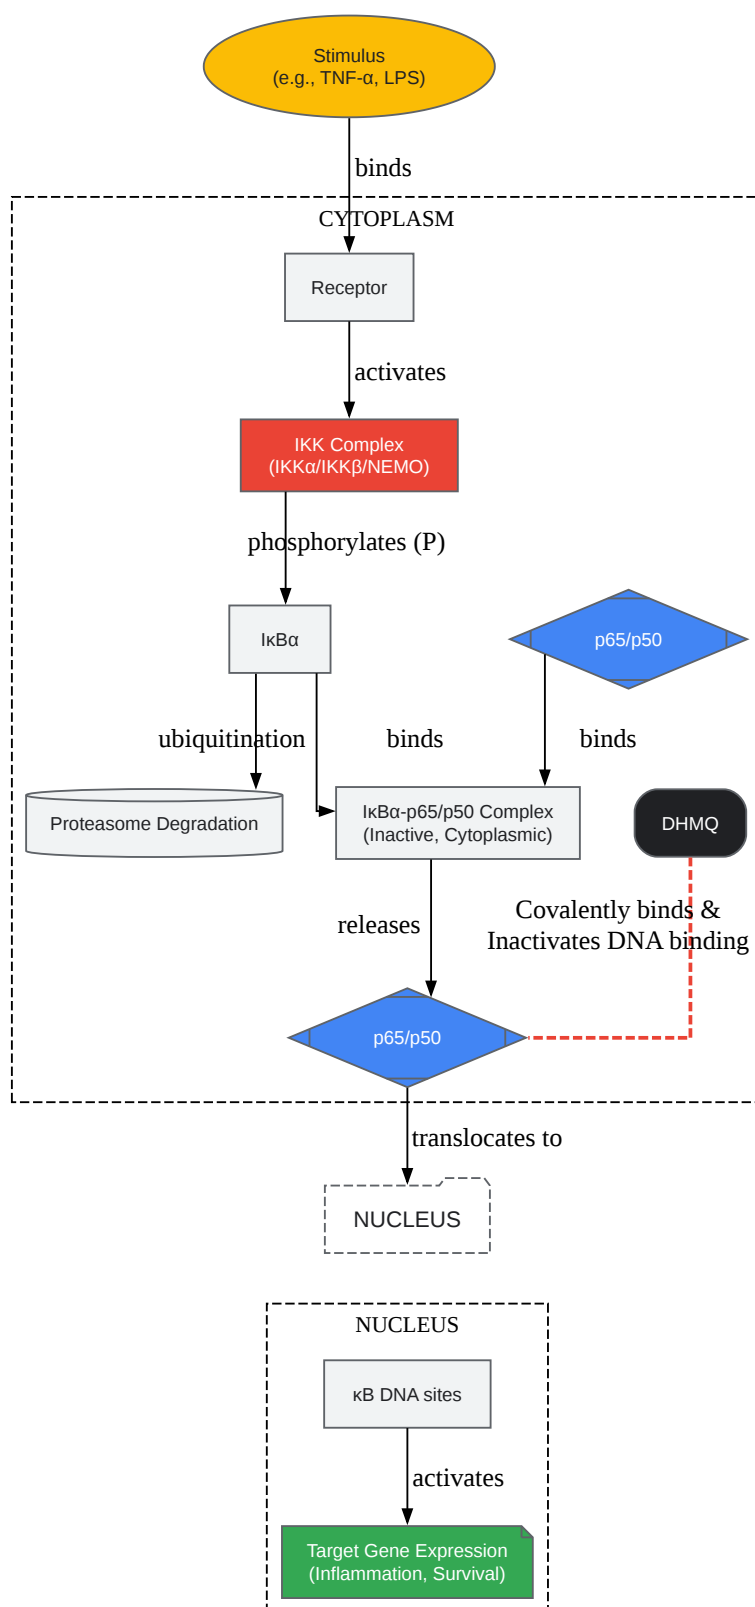 Stimulus
(e.g., TNF-α, LPS)
binds
CYTOPLASM
Receptor
activates
IKK Complex
(IKKα/IKKβ/NEMO)
phosphorylates (P)
IκBα
p65/p50
ubiquitination
binds
binds
Proteasome Degradation
IκBα-p65/p50 Complex
(Inactive, Cytoplasmic)
DHMQ
Covalently binds &
Inactivates DNA binding
releases
p65/p50
translocates to
NUCLEUS
NUCLEUS
κB DNA sites
activates
Target Gene Expression
(Inflammation, Survival)